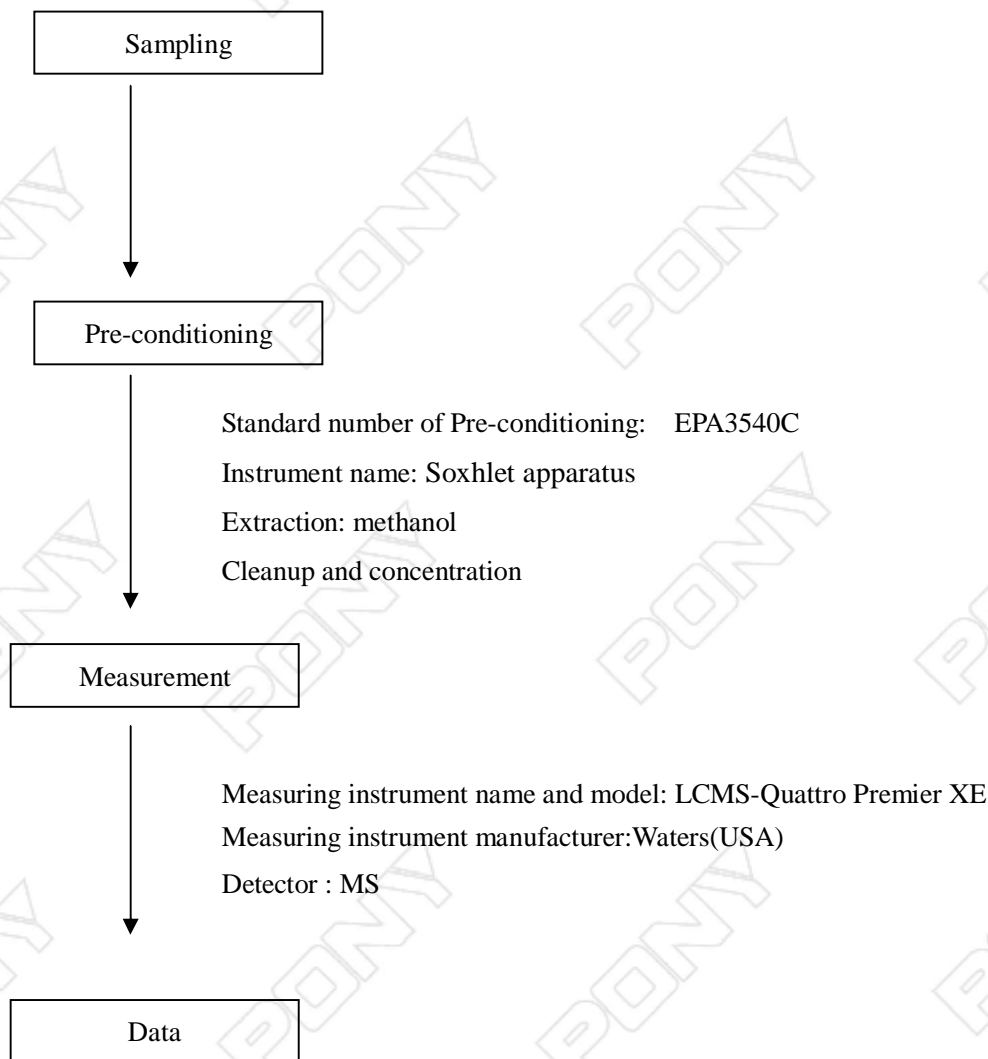 Sampling
Pre-conditioning
Standard number of Pre-conditioning: EPA3540C
Instrument name: Soxhlet apparatus
Extraction: methanol
Cleanup and concentration
Measurement
Measuring instrument name and model: LCMS-Quattro Premier XE
Measuring instrument manufacturer:Waters(USA)
Detector : MS
Data
PONY
PONY
PONY
PONY
PONY
PONY
PONY
PONY